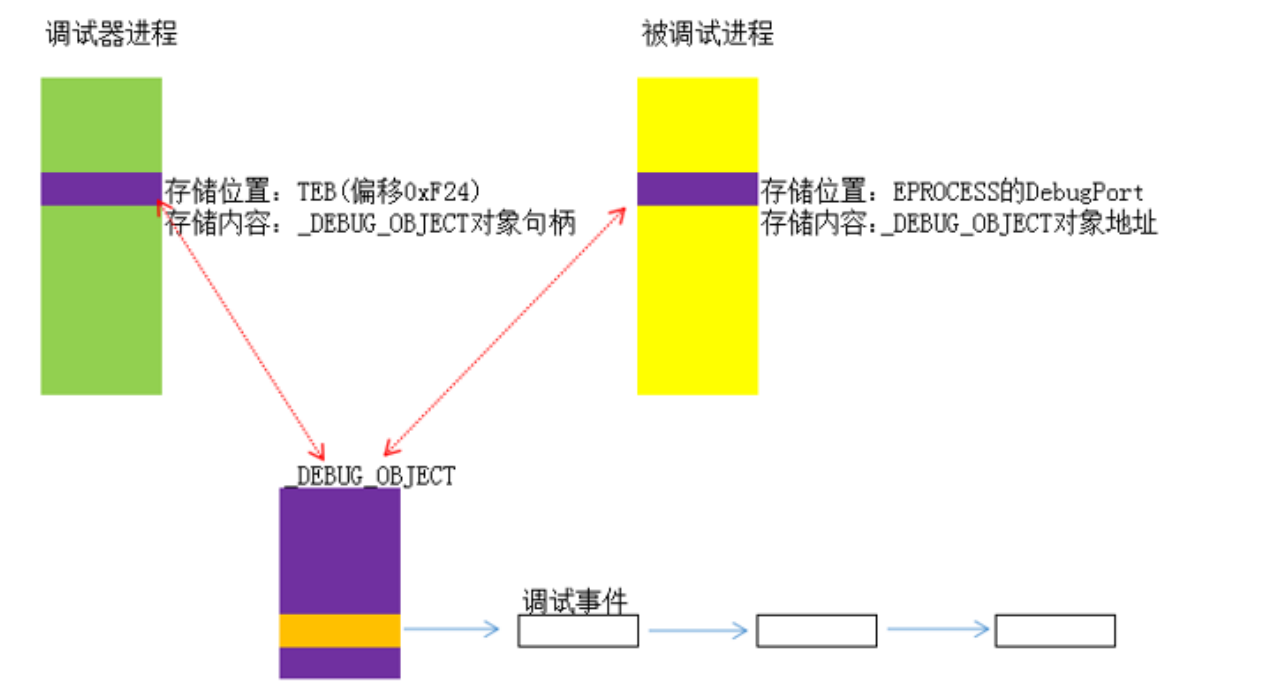 调试器进程
被调试进程
存储位置：TEB(偏移0xF24)
存储内容：_DEBUG_OBJECT对象句柄
存储位置：EPROCESS的DebugPort
存储内容:_DEBUG_OBJECT对象地址
_DEBUG_OBJECT
调试事件